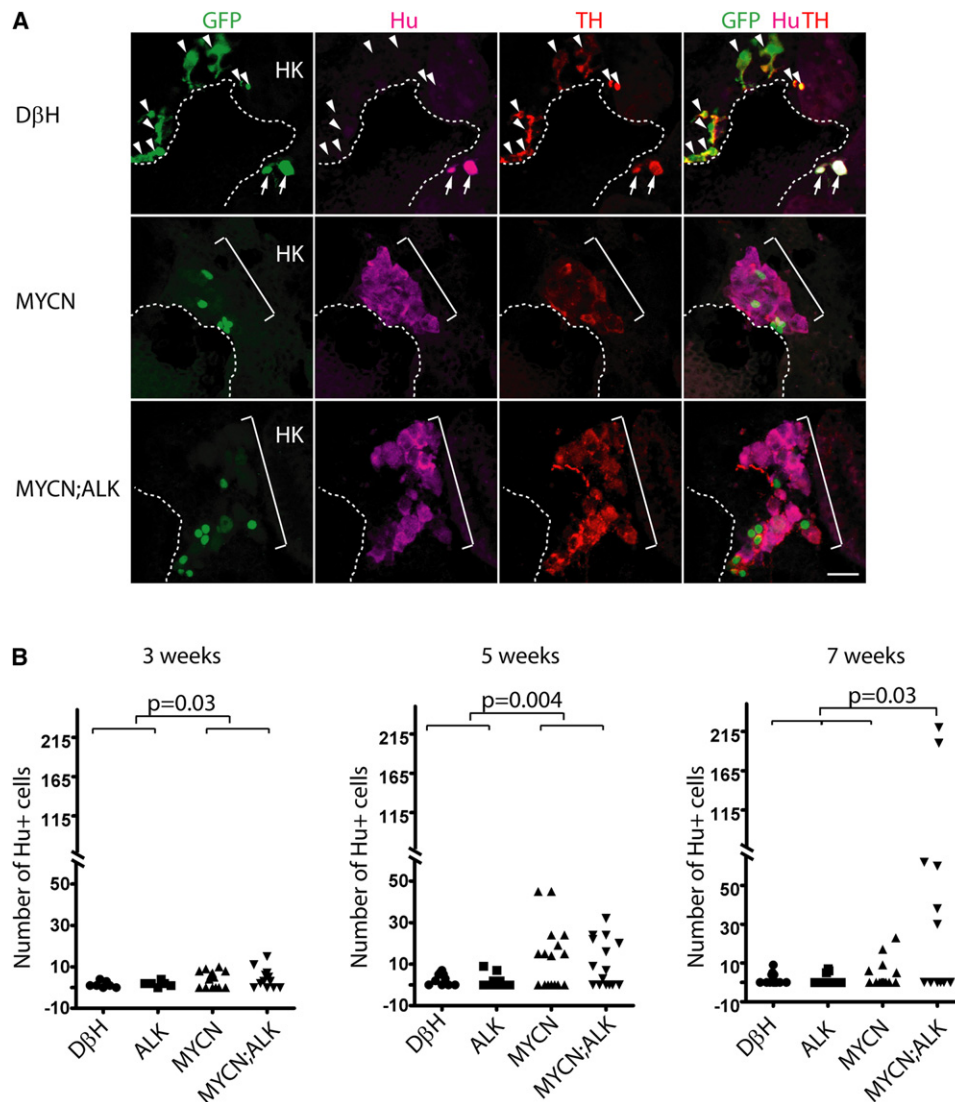 A
GFP Hu TH GFP Hu TH
DβH HK
MYCN HK
MYCN;ALK HK
B
3 weeks 5 weeks 7 weeks
p=0.03 p=0.004 p=0.03
Number of Hu+ cells
215
165
115
50
30
10
-10
DβH ALK MYCN MYCN;ALK
Number of Hu+ cells
215
165
115
50
30
10
-10
DβH ALK MYCN MYCN;ALK
Number of Hu+ cells
215
165
115
50
30
10
-10
DβH ALK MYCN MYCN;ALK